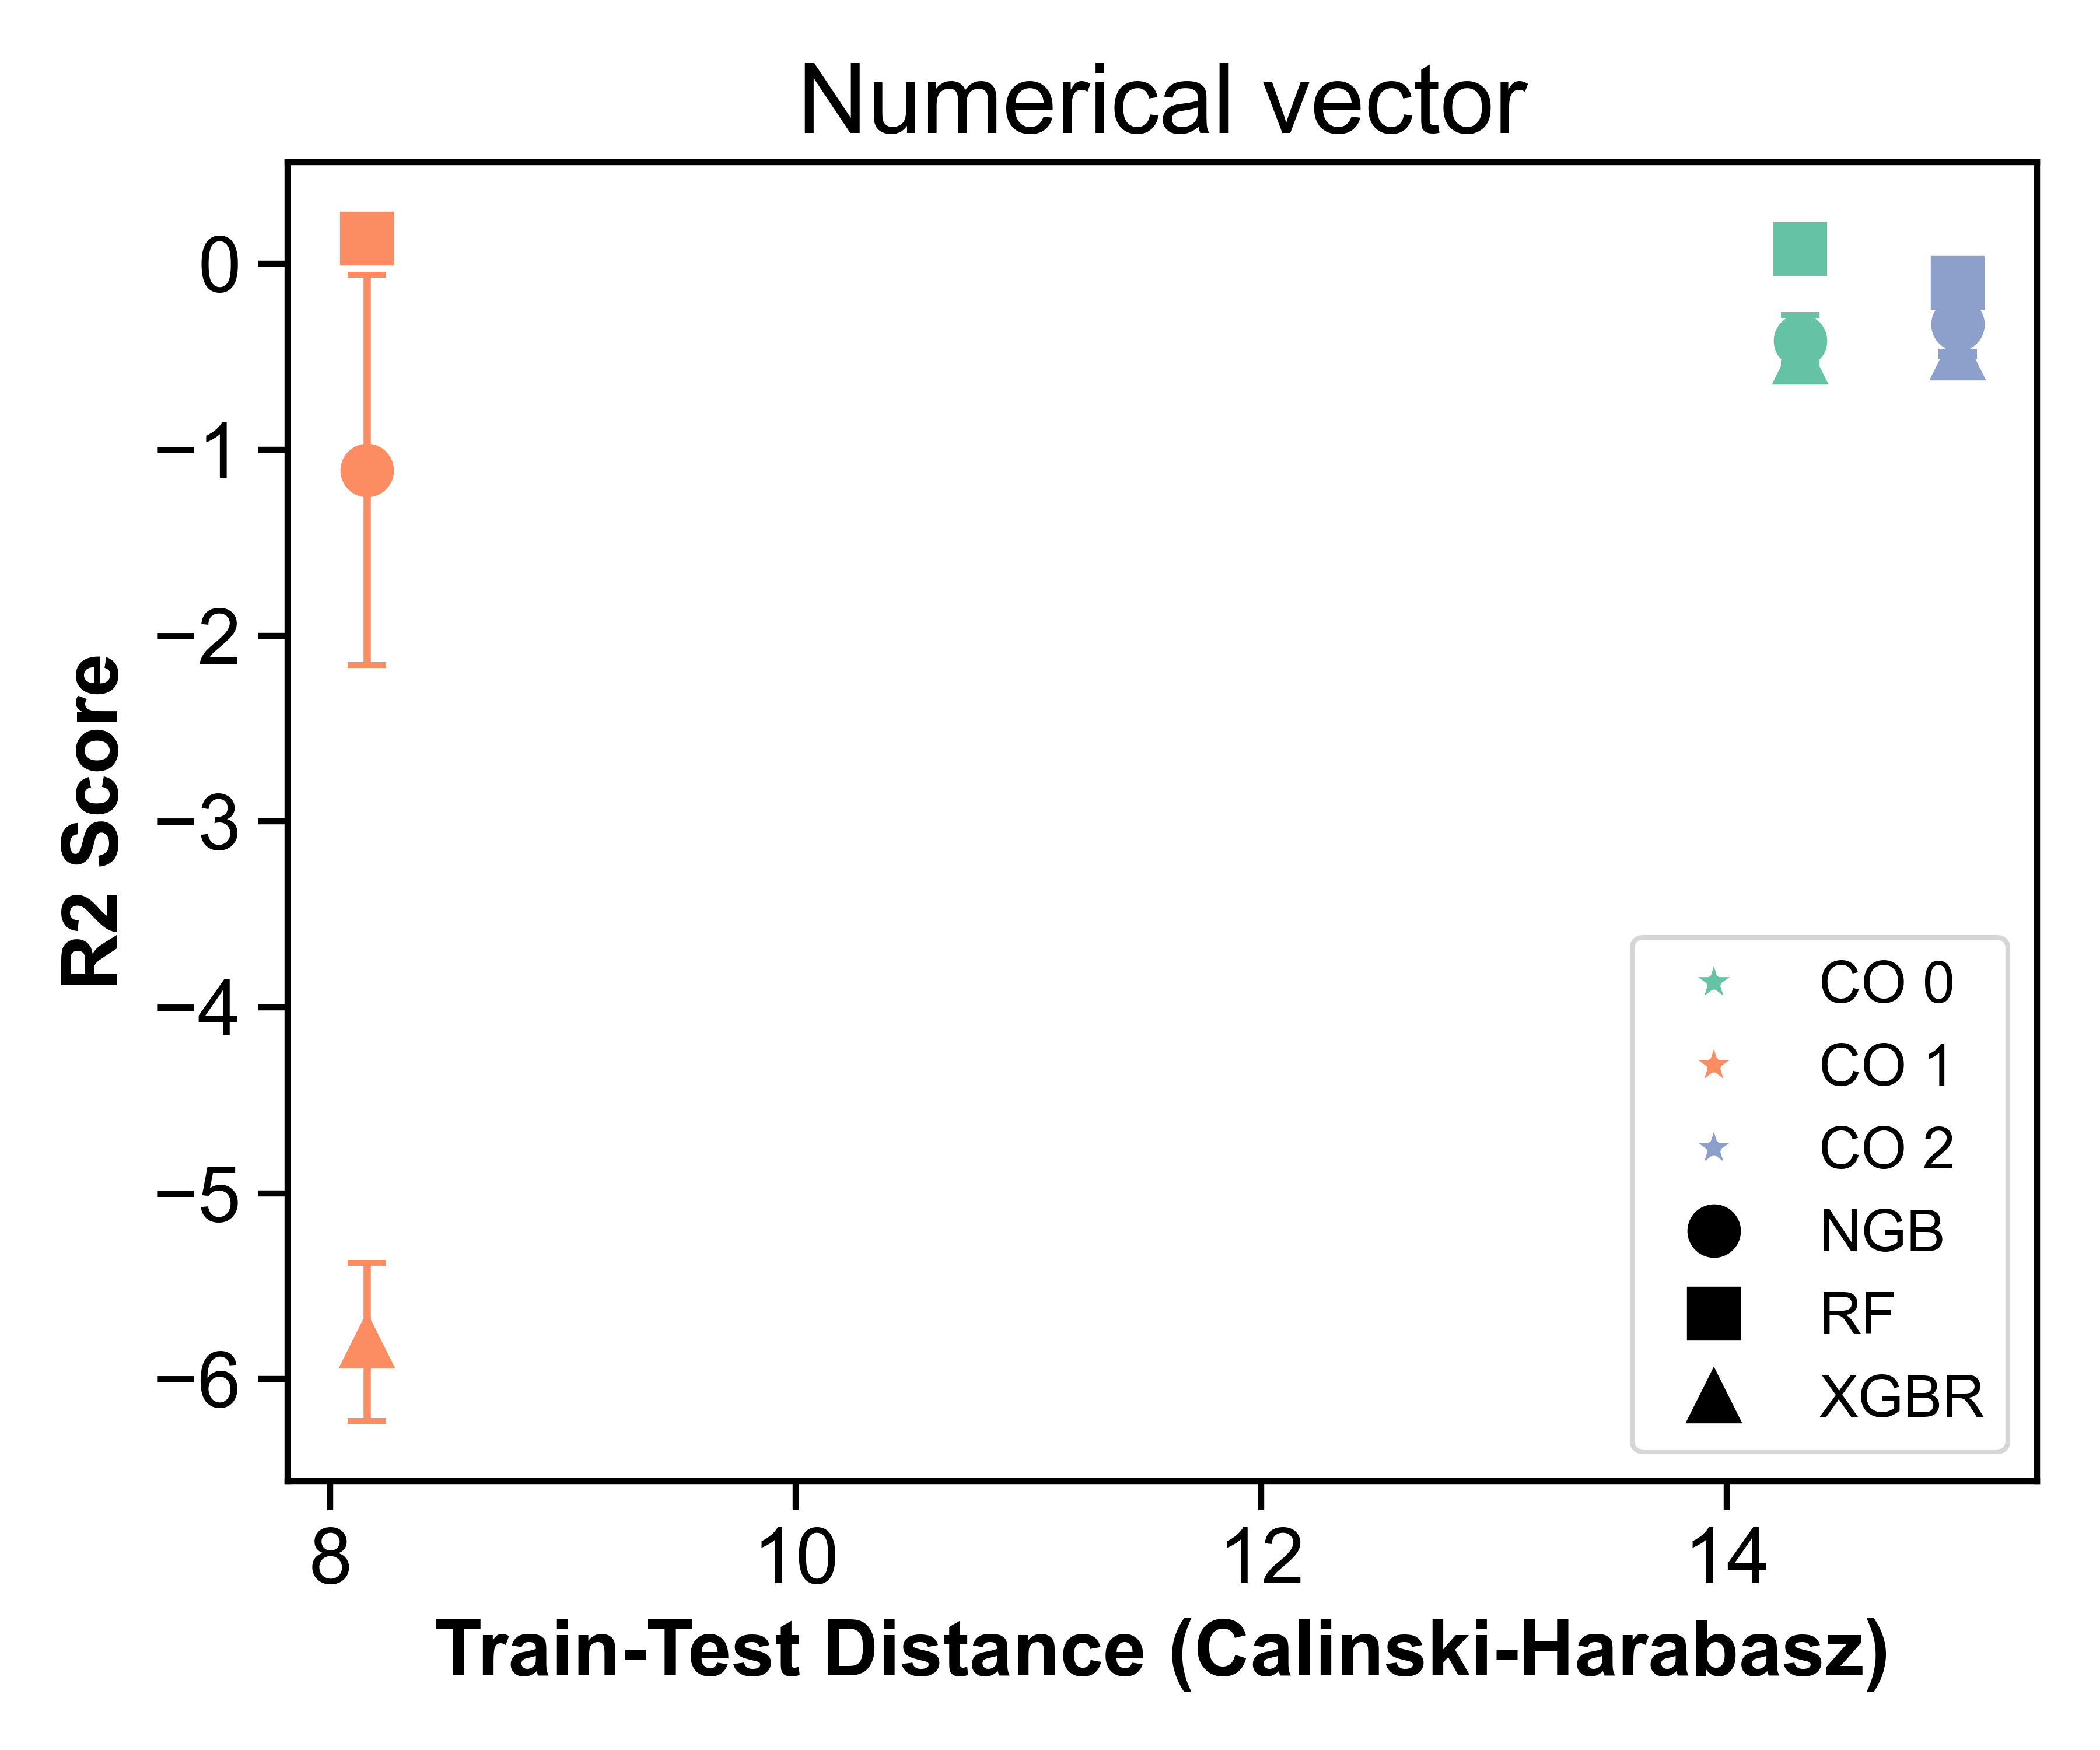 Numerical vector
R2 Score
0
−1
−2
−3
−4
−5
−6
CO 0
CO 1
CO 2
NGB
RF
XGBR
8 10 12 14
Train-Test Distance (Calinski-Harabasz)